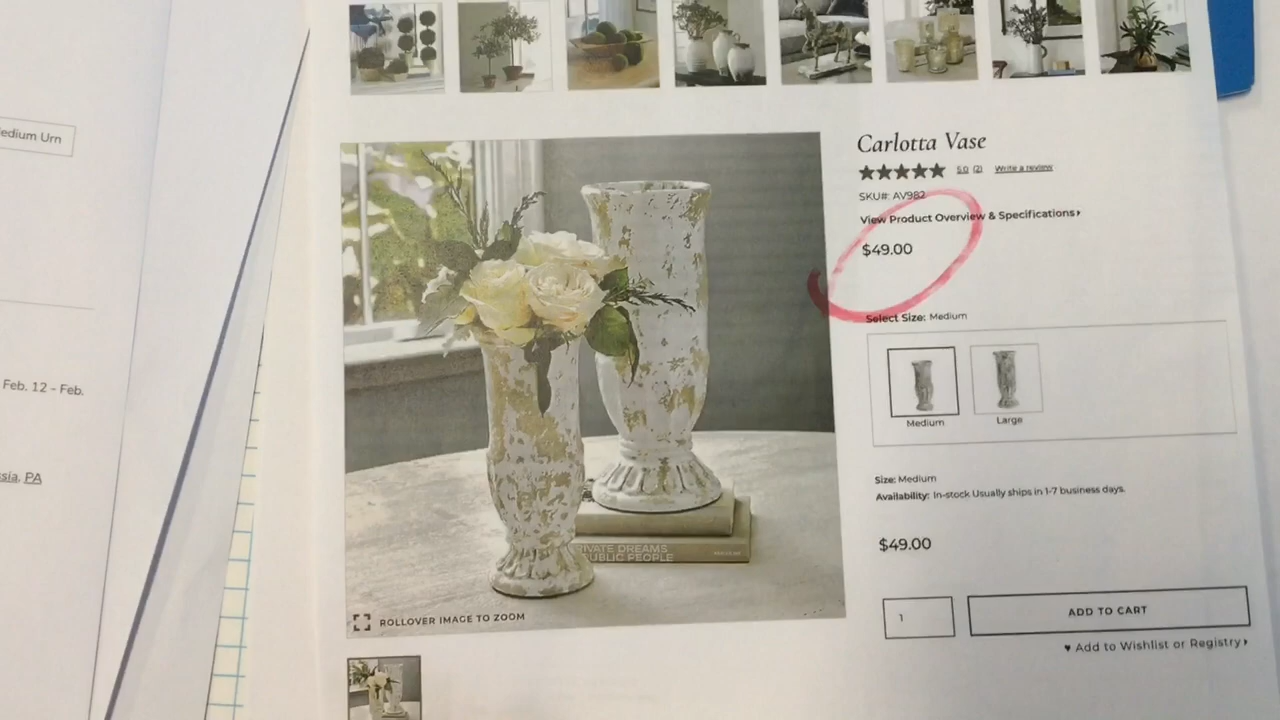 edium Urn
Feb. 12 - Feb.
sia, PA
Carlotta Vase
5.0 (2) Write a review
SKU#: AV982
View Product Overview & Specifications
$49.00
Select Size: Medium
Medium
Large
Size: Medium
Availability: In-stock Usually ships in 1-7 business days.
$49.00
1
ADD TO CART
♥ Add to Wishlist or Registry
RIVATE DREAMS
UBLIC PEOPLE
ROLLOVER IMAGE TO ZOOM